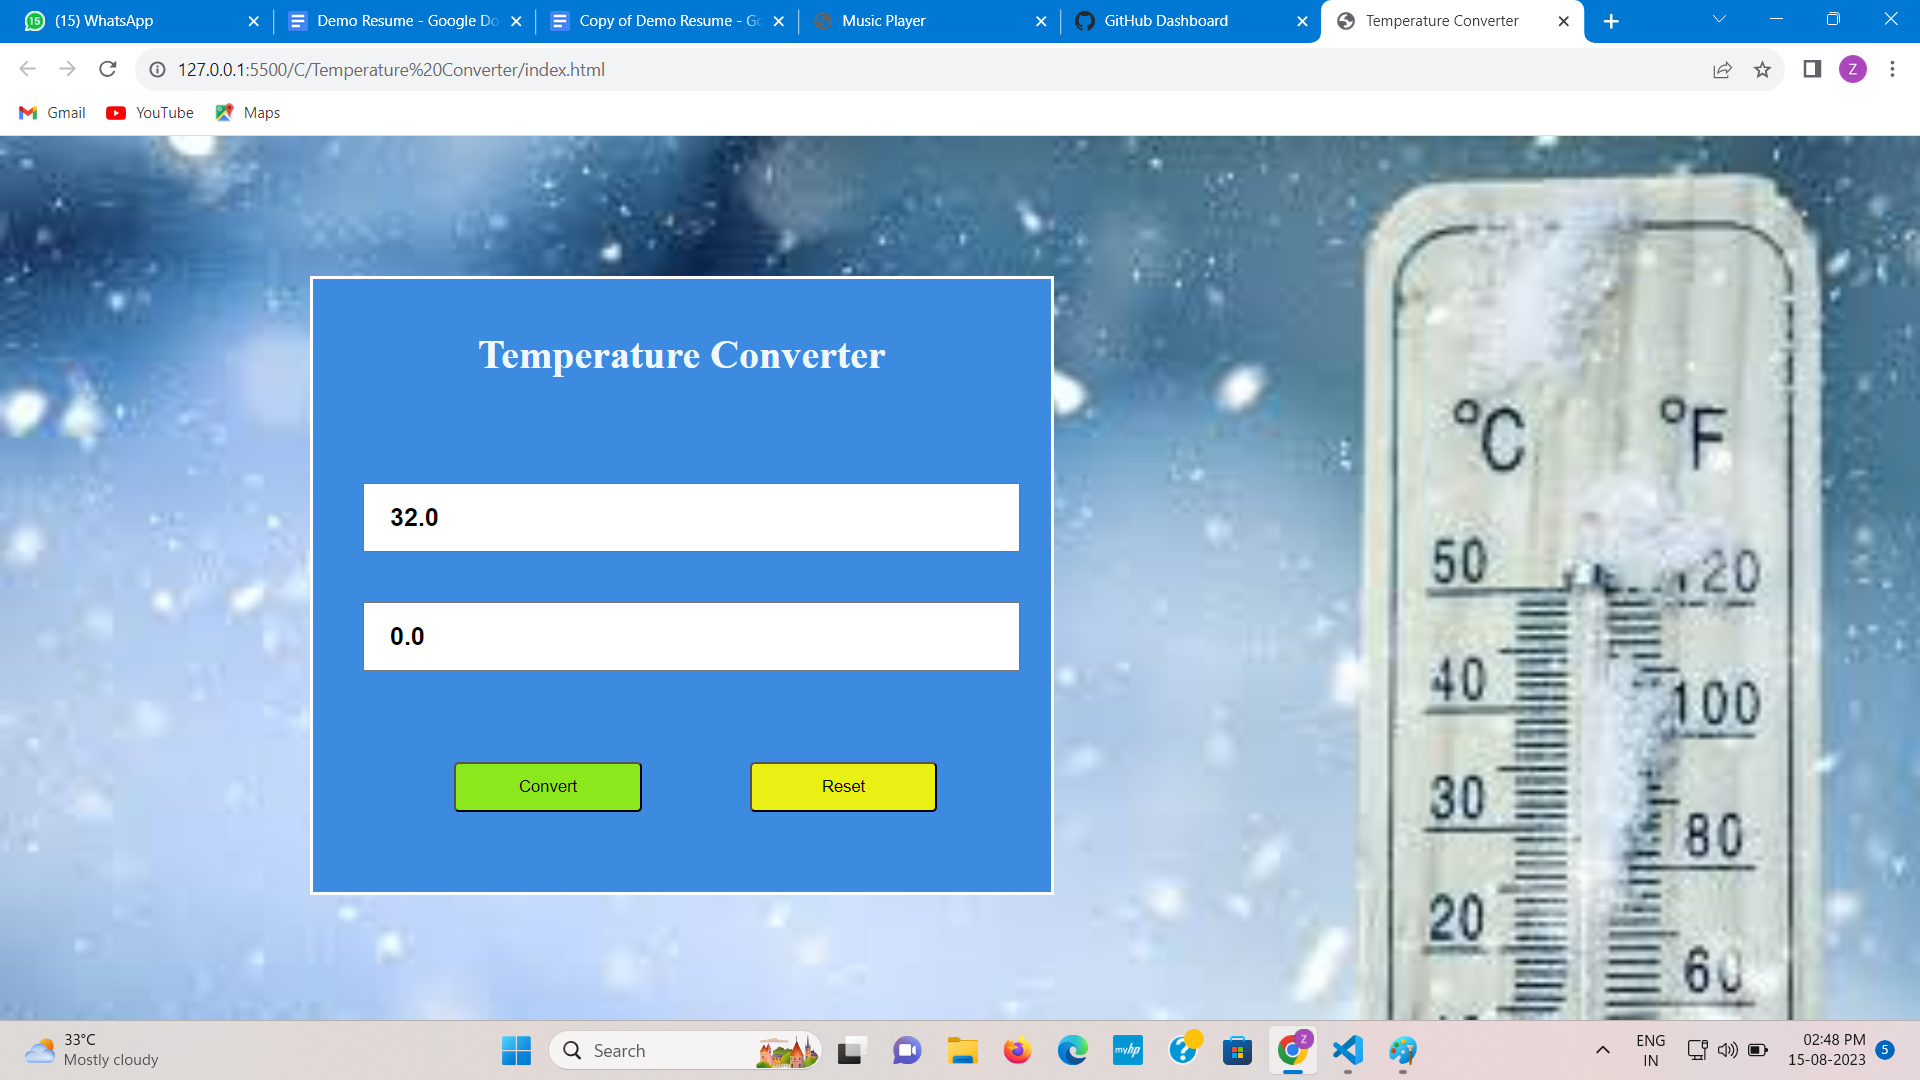 15 (15) WhatsApp
Demo Resume - Google Do
Copy of Demo Resume - Go
Music Player
GitHub Dashboard
Temperature Converter
127.0.0.1:5500/C/Temperature%20Converter/index.html
Z
Gmail
YouTube
Maps
Temperature Converter
32.0
0.0
Convert
Reset
°C °F
50 120
40
100
30
80
20
60
33°C
Mostly cloudy
Search
myhp
?
Z
ENG
IN
02:48 PM
15-08-2023
5